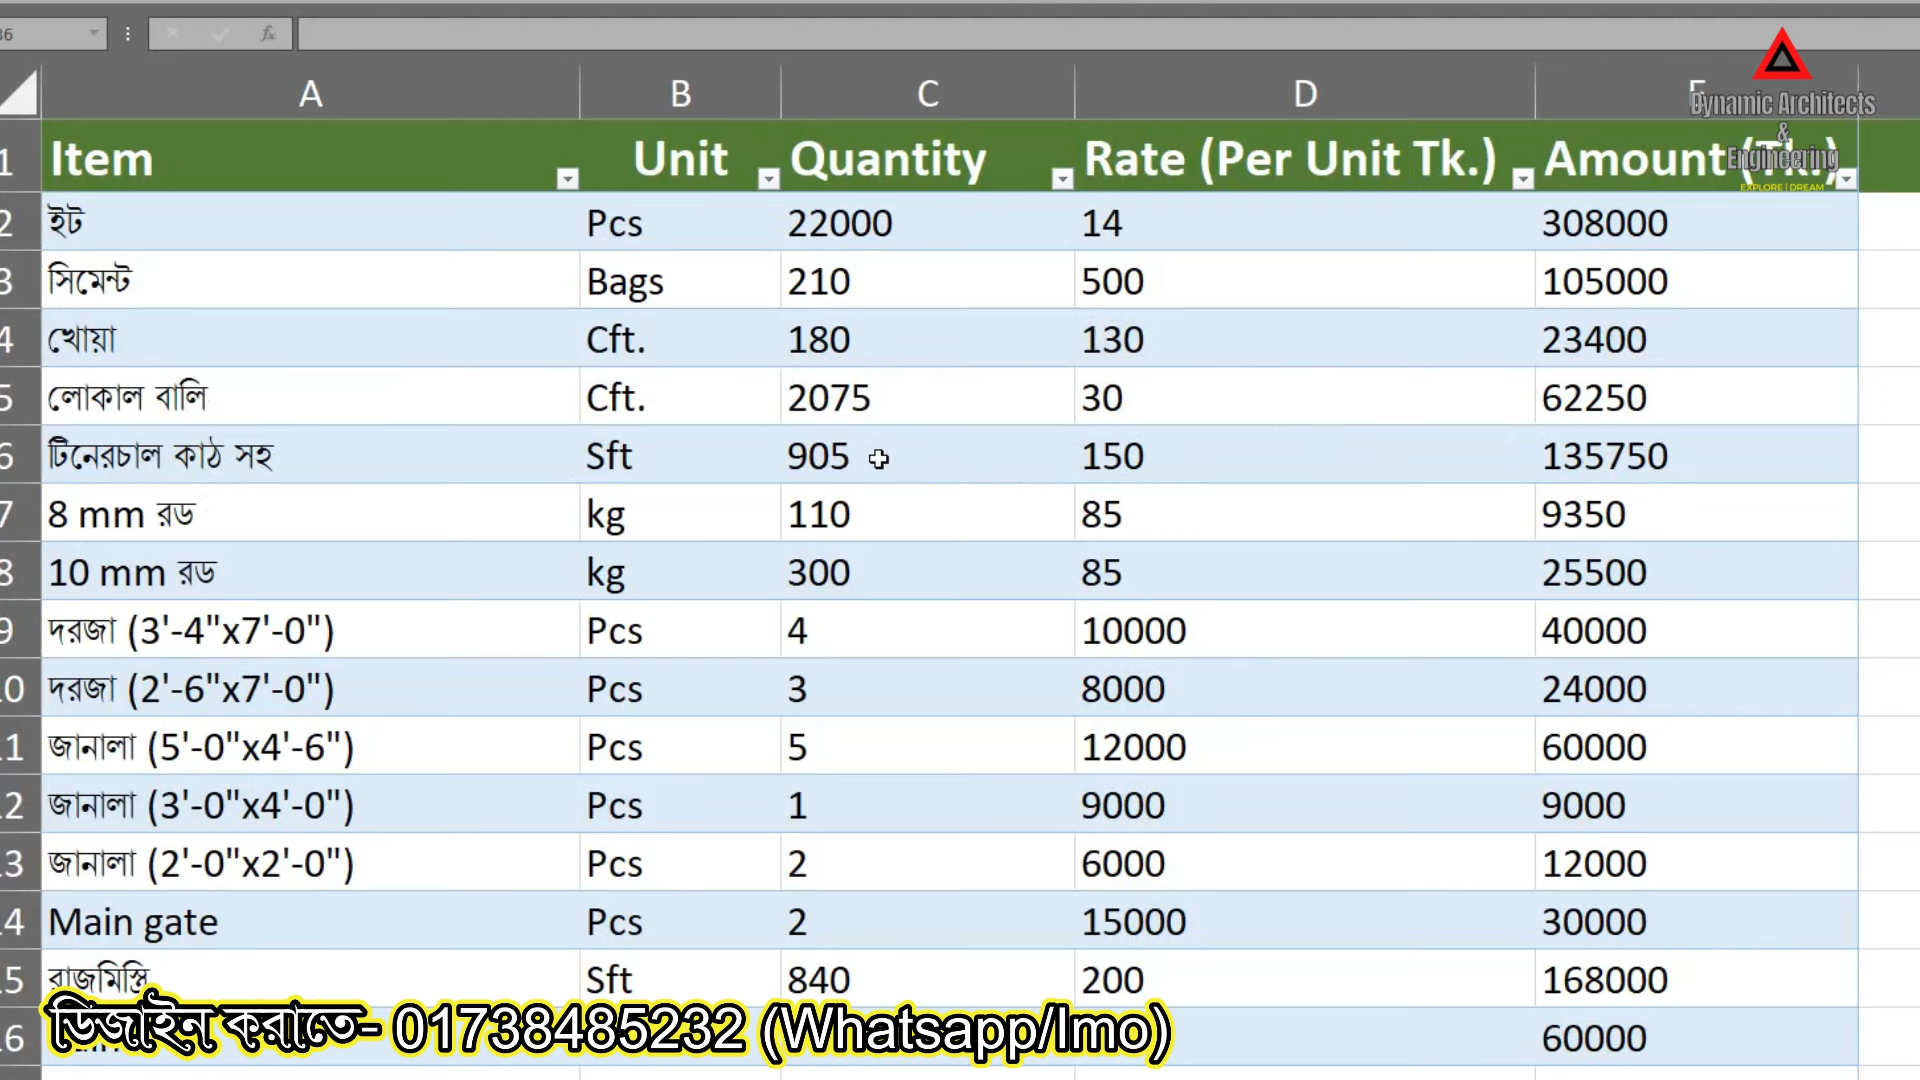 36
fx
A B C D E
Dynamic Architects
&
Engineering
EXPLORE | DREAM
1 Item Unit Quantity Rate (Per Unit Tk.) Amount (Tk.)
2 ইট Pcs 22000 14 308000
3 সিমেন্ট Bags 210 500 105000
4 খোয়া Cft. 180 130 23400
5 লোকাল বালি Cft. 2075 30 62250
6 টিনেরচাল কাঠ সহ Sft 905 150 135750
7 8 mm রড kg 110 85 9350
8 10 mm রড kg 300 85 25500
9 দরজা (3'-4"x7'-0") Pcs 4 10000 40000
10 দরজা (2'-6"x7'-0") Pcs 3 8000 24000
11 জানালা (5'-0"x4'-6") Pcs 5 12000 60000
12 জানালা (3'-0"x4'-0") Pcs 1 9000 9000
13 জানালা (2'-0"x2'-0") Pcs 2 6000 12000
14 Main gate Pcs 2 15000 30000
15 রাজমিস্ত্রি Sft 840 200 168000
16 60000
ডিজাইন করাতে- 01738485232 (Whatsapp/Imo)